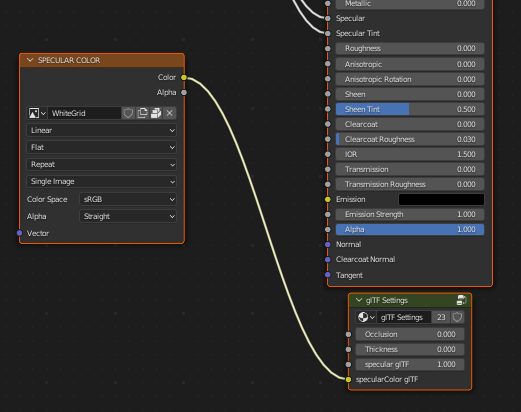 SPECULAR COLOR
Color
Alpha
WhiteGrid
Linear
Flat
Repeat
Single Image
Color Space sRGB
Alpha Straight
Vector
Metallic 0.000
Specular
Specular Tint
Roughness 0.000
Anisotropic 0.000
Anisotropic Rotation 0.000
Sheen 0.000
Sheen Tint 0.500
Clearcoat 0.000
Clearcoat Roughness 0.030
IOR 1.500
Transmission 0.000
Transmission Roughness 0.000
Emission
Emission Strength 1.000
Alpha 1.000
Normal
Clearcoat Normal
Tangent
glTF Settings
glTF Settings 23
Occlusion 0.000
Thickness 0.000
specular glTF 1.000
specularColor glTF